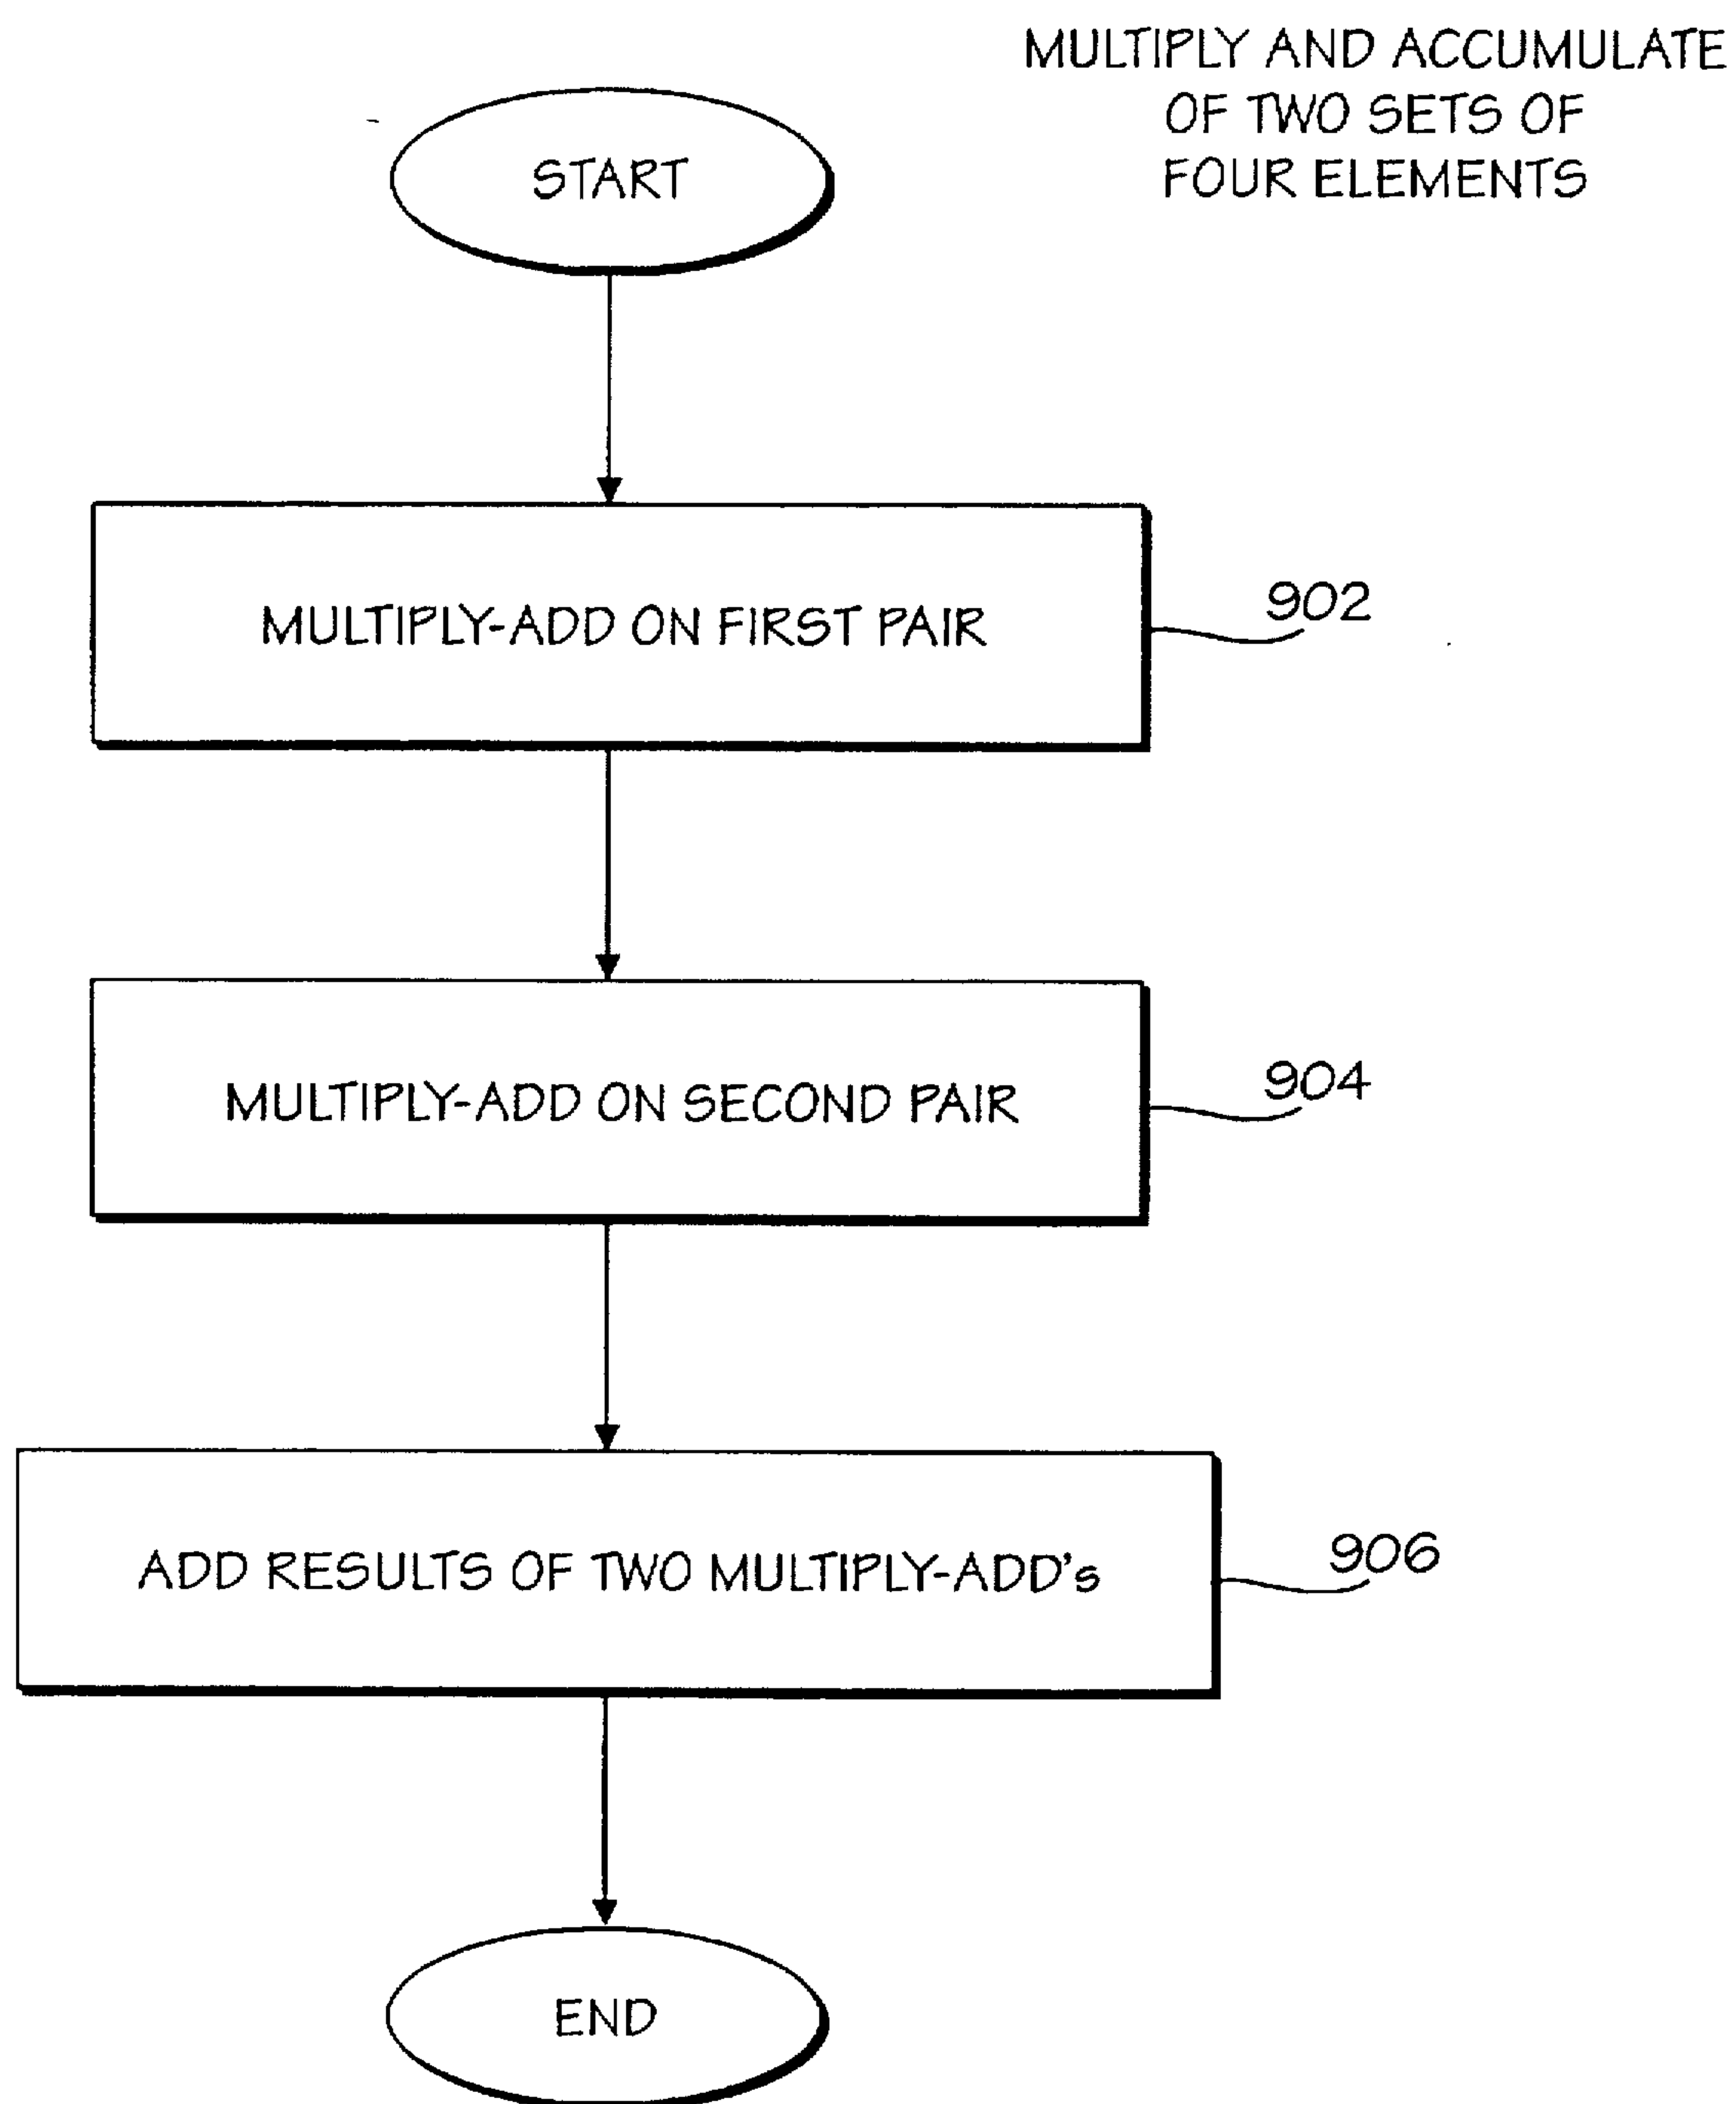 MULTIPLY AND ACCUMULATE
OF TWO SETS OF
FOUR ELEMENTS
START
MULTIPLY-ADD ON FIRST PAIR
902
MULTIPLY-ADD ON SECOND PAIR
904
ADD RESULTS OF TWO MULTIPLY-ADD's
906
END